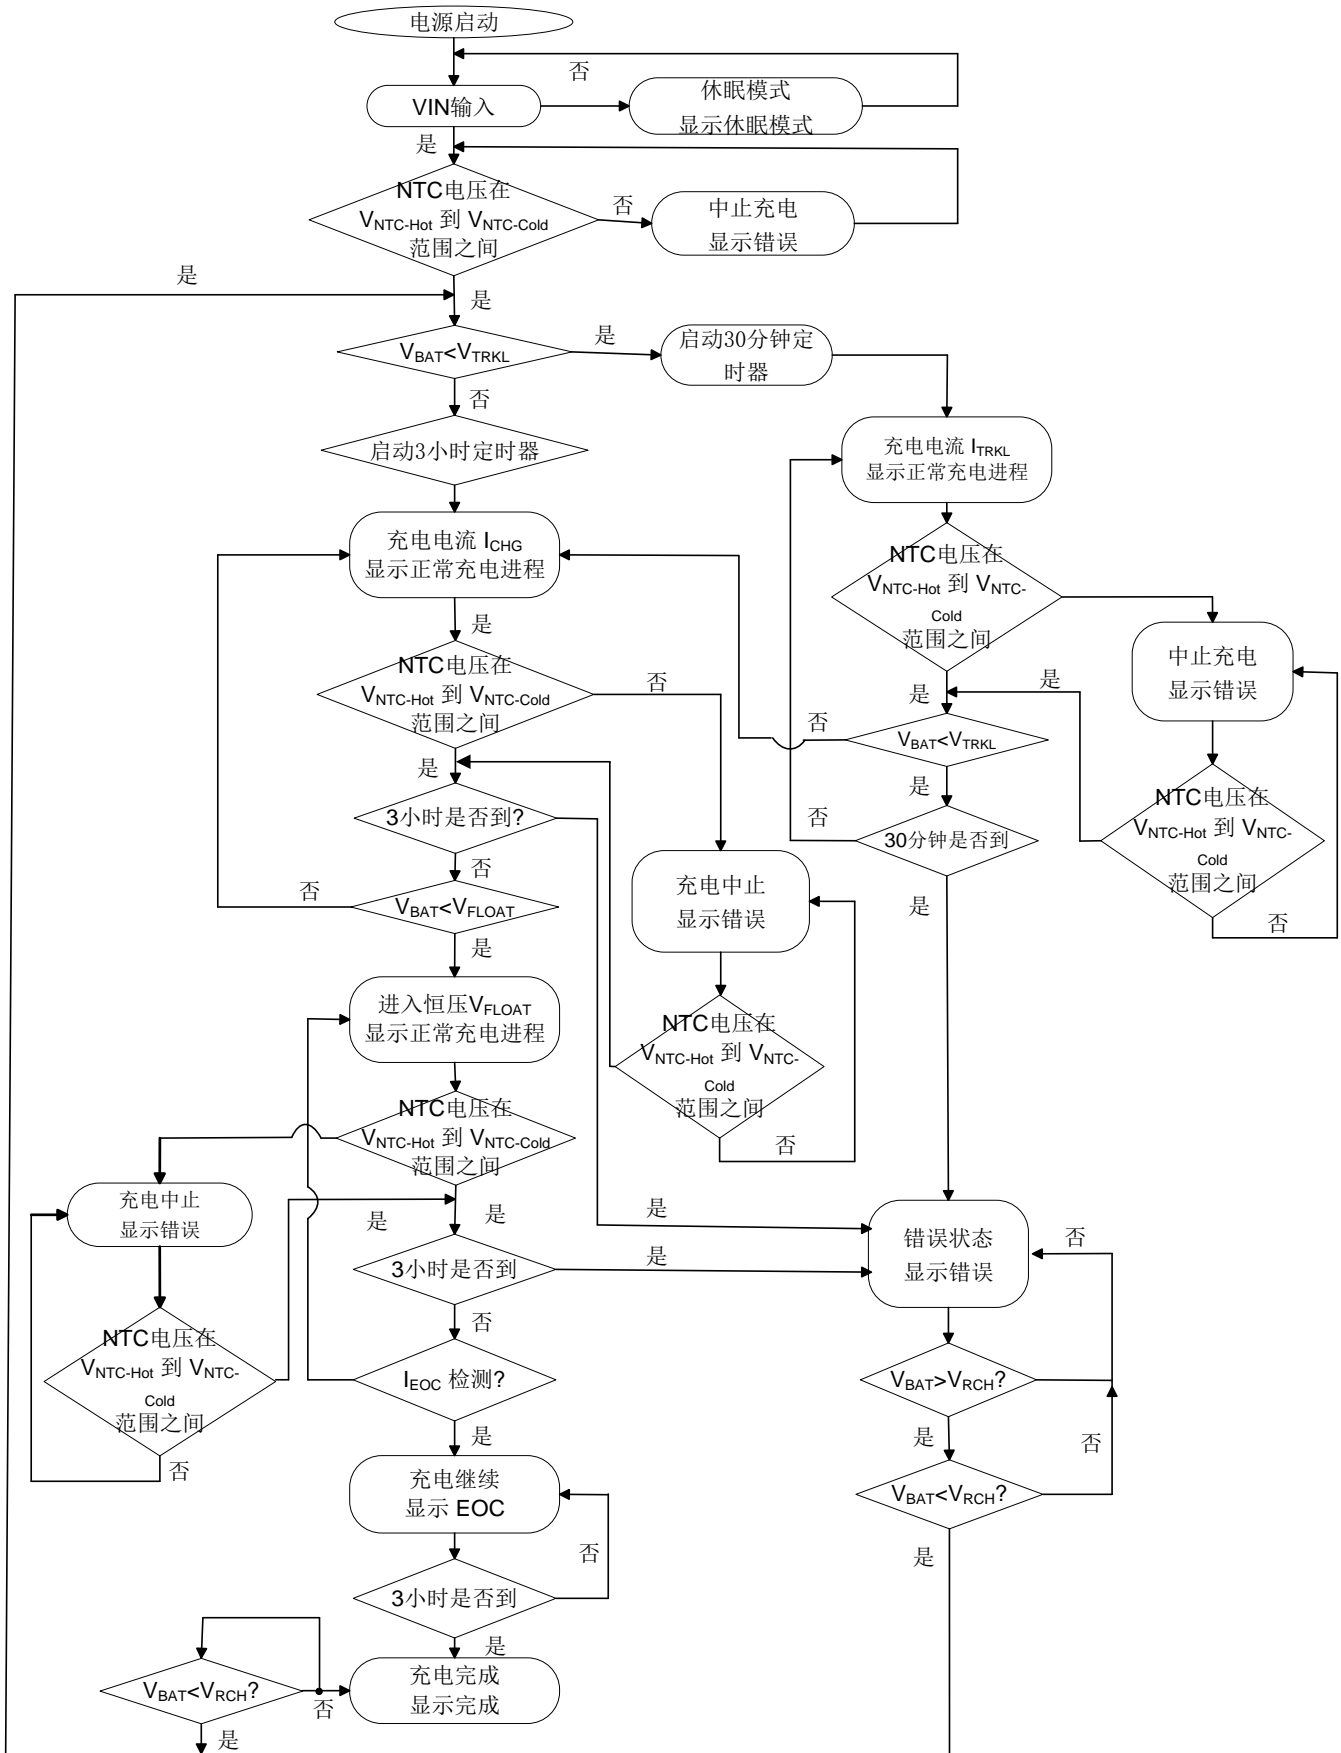 电源启动
否
VIN输入
休眠模式
显示休眠模式
是
NTC电压在
VNTC-Hot 到 VNTC-Cold
范围之间
否
中止充电
显示错误
是
是
VBAT<VTRKL
是
启动30分钟定
时器
否
启动3小时定时器
充电电流 ITRKL
显示正常充电进程
充电电流 ICHG
显示正常充电进程
NTC电压在
VNTC-Hot 到 VNTC-
Cold
范围之间
是
NTC电压在
VNTC-Hot 到 VNTC-Cold
范围之间
否
中止充电
显示错误
是
是
否
VBAT<VTRKL
是
是
3小时是否到?
否
30分钟是否到
NTC电压在
VNTC-Hot 到 VNTC-
Cold
范围之间
否
否
VBAT<VFLOAT
充电中止
显示错误
是
否
是
进入恒压VFLOAT
显示正常充电进程
NTC电压在
VNTC-Hot 到 VNTC-
Cold
范围之间
否
NTC电压在
VNTC-Hot 到 VNTC-Cold
范围之间
充电中止
显示错误
是
是
是
错误状态
显示错误
否
3小时是否到
是
否
NTC电压在
VNTC-Hot 到 VNTC-
Cold
范围之间
否
IEOC 检测?
VBAT>VRCH?
是
是
否
充电继续
显示 EOC
VBAT<VRCH?
否
是
3小时是否到
是
VBAT<VRCH?
否
充电完成
显示完成
是